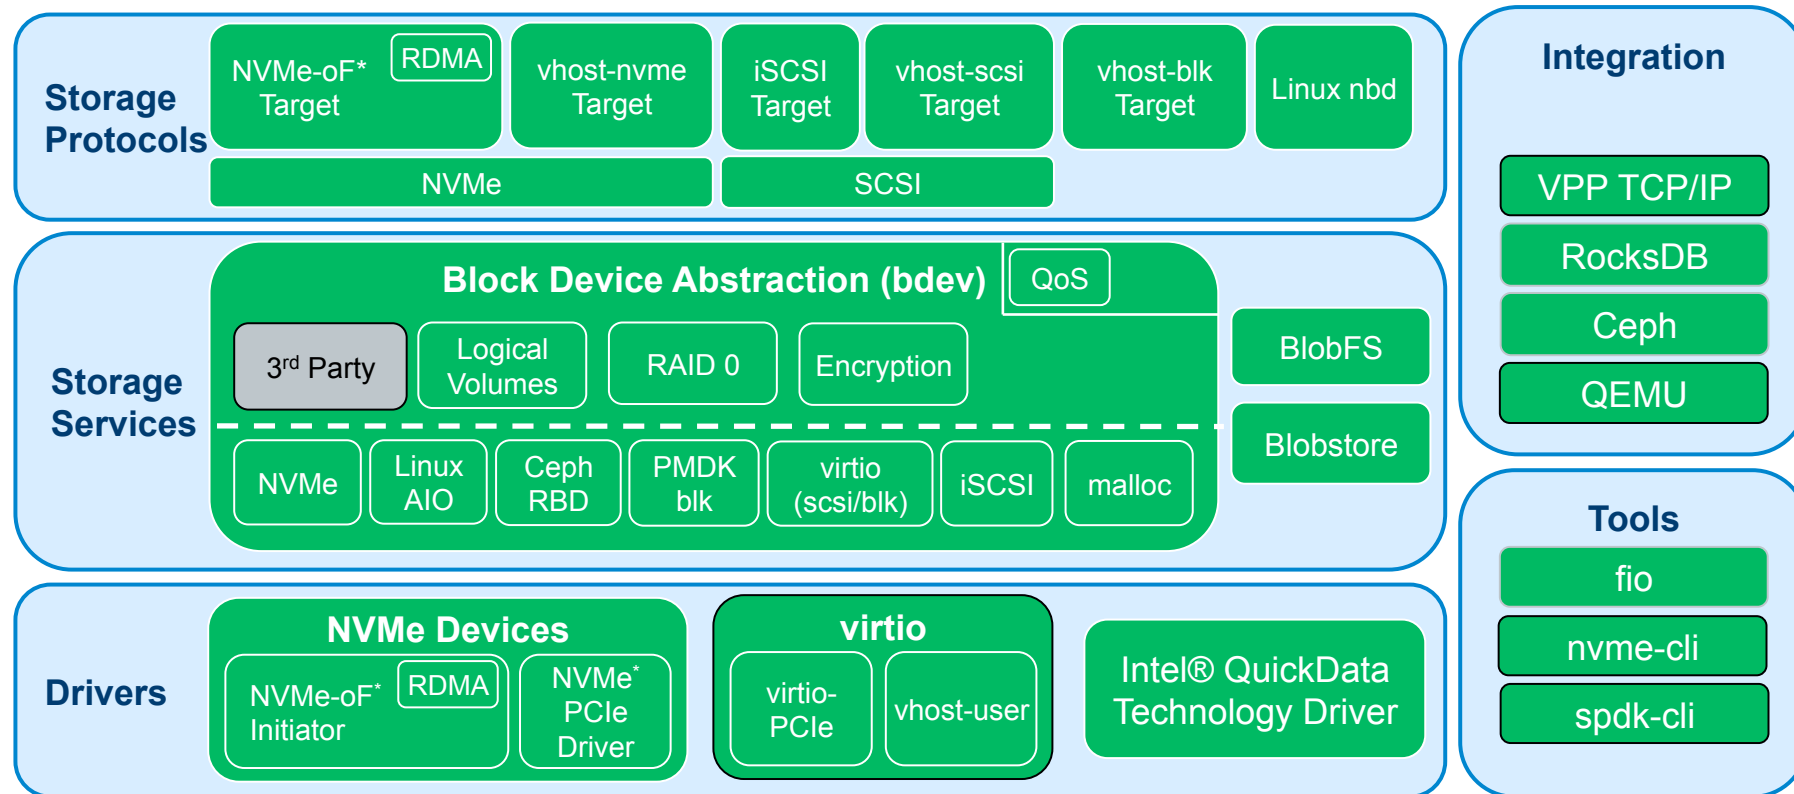 Storage
Protocols
NVMe-oF*
Target
RDMA
vhost-nvme
Target
iSCSI
Target
vhost-scsi
Target
vhost-blk
Target
Linux nbd
NVMe
SCSI
Storage
Services
Block Device Abstraction (bdev)
QoS
3rd Party
Logical
Volumes
RAID 0
Encryption
NVMe
Linux
AIO
Ceph
RBD
PMDK
blk
virtio
(scsi/blk)
iSCSI
malloc
BlobFS
Blobstore
Drivers
NVMe Devices
NVMe-oF*
Initiator
RDMA
NVMe*
PCIe
Driver
virtio
virtio-
PCIe
vhost-user
Intel® QuickData
Technology Driver
Integration
VPP TCP/IP
RocksDB
Ceph
QEMU
Tools
fio
nvme-cli
spdk-cli